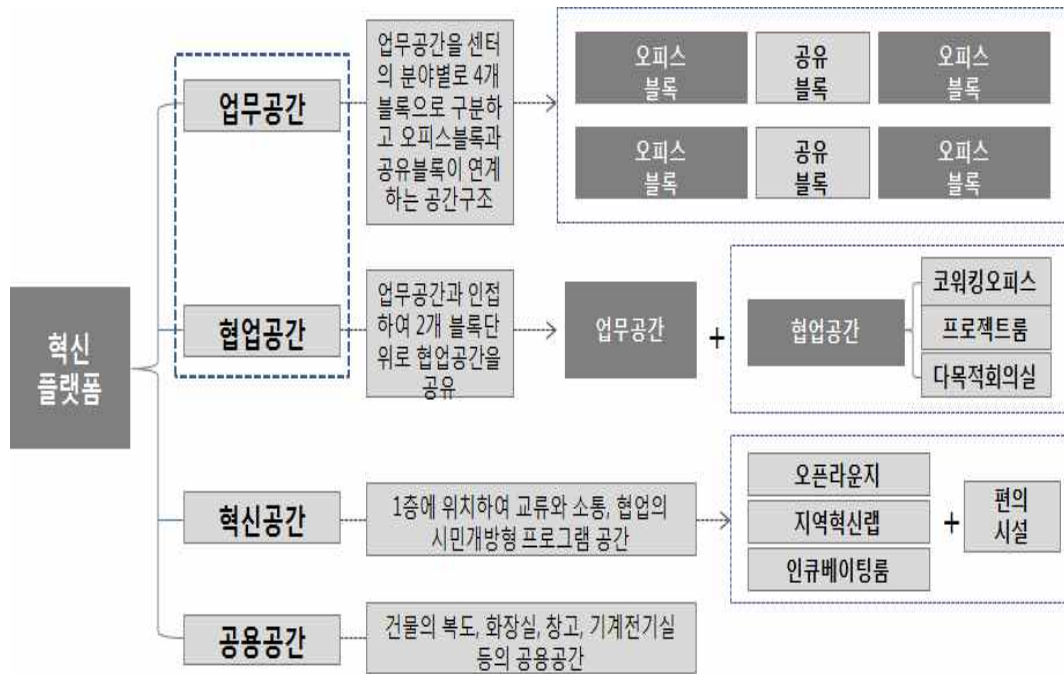 혁신
플랫폼
업무공간
업무공간을 센터
의 분야별로 4개
블록으로 구분하
고 오피스블록과
공유블록이 연계
하는 공간구조
오피스
블록
공유
블록
오피스
블록
오피스
블록
공유
블록
오피스
블록
협업공간
업무공간과 인접
하여 2개 블록단
위로 협업공간을
공유
업무공간
+
협업공간
코워킹오피스
프로젝트룸
다목적회의실
혁신공간
1층에 위치하여 교류와 소통, 협업의
시민개방형 프로그램 공간
오픈라운지
지역혁신랩
인큐베이팅룸
+
편의
시설
공용공간
건물의 복도, 화장실, 창고, 기계전기실
등의 공용공간